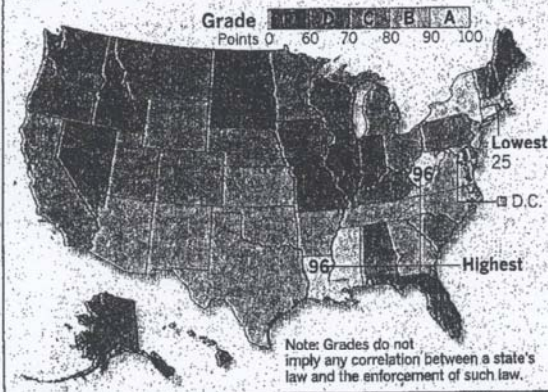 Grade F D C B A
Points 0 60 70 80 90 100
Lowest
25
96
D.C.
96
Highest
Note: Grades do not
imply any correlation between a state's
law and the enforcement of such law.